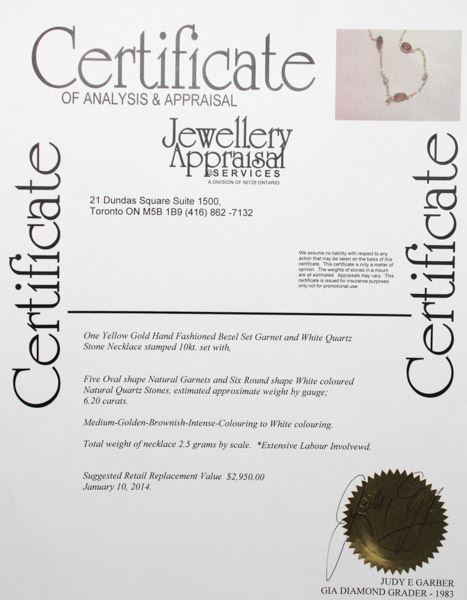 Certificate
OF ANALYSIS & APPRAISAL
Jewellery
Appraisal
SERVICES
A DIVISION OF 66728 ONTARIO
21 Dundas Square Suite 1500,
Toronto ON M5B 1B9 (416) 862 -7132
Certificate
Certificate
We assume no liability with respect to any
action that may be taken on the basis of this
certificate. This certificate is only a matter of
opinion. The weights of stones in a mount
are all estimated. Appraisals may vary. This
certificate is issued for insurance purposes
only not for promotional use.
One Yellow Gold Hand Fashioned Bezel Set Garnet and White Quartz
Stone Necklace stamped 10kt. set with,
Five Oval shape Natural Garnets and Six Round shape White coloured
Natural Quartz Stones, estimated approximate weight by gauge;
6.20 carats.
Medium-Golden-Brownish-Intense-Colouring to White colouring.
Total weight of necklace 2.5 grams by scale. *Extensive Labour Involvewd.
Suggested Retail Replacement Value $2,950.00
January 10, 2014.
JUDY E GARBER
GIA DIAMOND GRADER - 1983